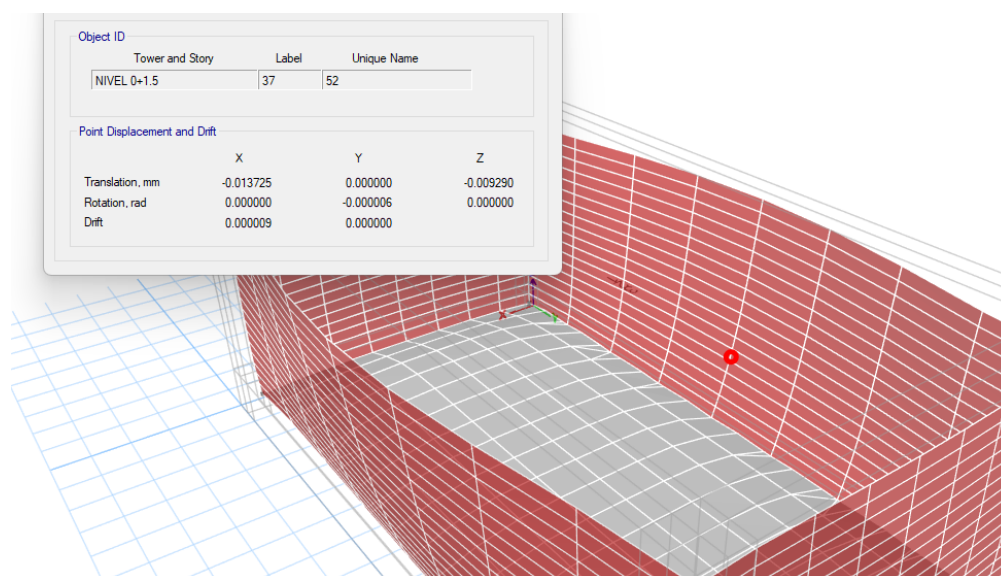 Object ID
Tower and Story Label Unique Name
NIVEL 0+1.5 37 52
Point Displacement and Drift
X Y Z
Translation, mm -0.013725 0.000000 -0.009290
Rotation, rad 0.000000 -0.000006 0.000000
Drift 0.000009 0.000000
X